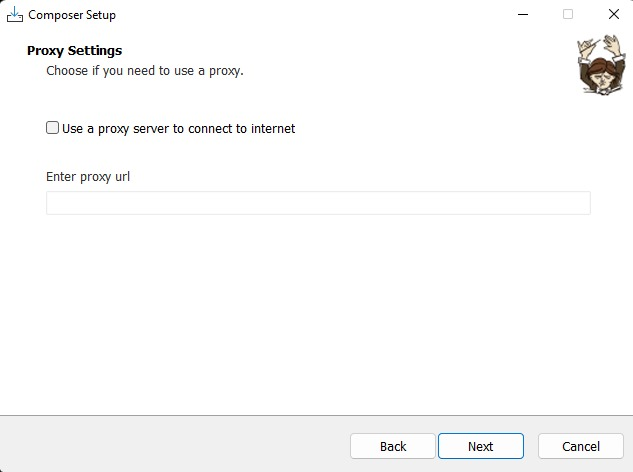 Composer Setup
Proxy Settings
Choose if you need to use a proxy.
Use a proxy server to connect to internet
Enter proxy url
Back Next Cancel